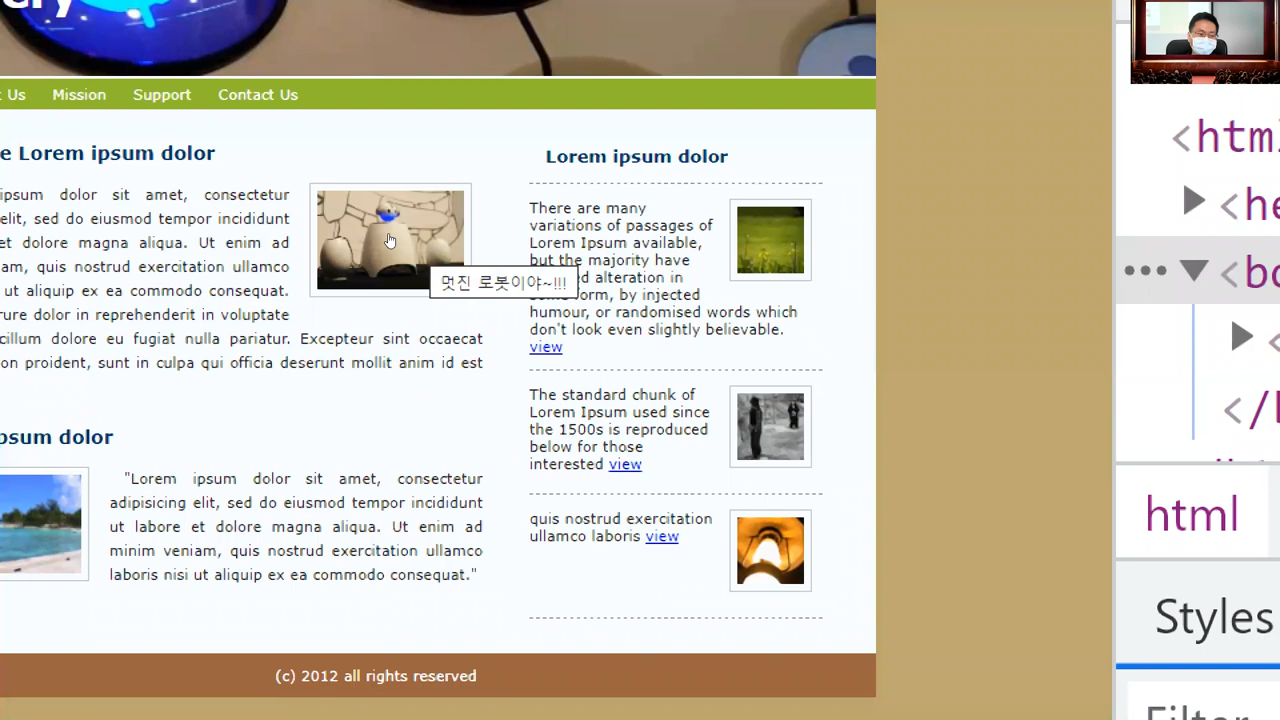 ery
t Us Mission Support Contact Us
e Lorem ipsum dolor
ipsum dolor sit amet, consectetur
elit, sed do eiusmod tempor incididunt
et dolore magna aliqua. Ut enim ad
am, quis nostrud exercitation ullamco
ut aliquip ex ea commodo consequat.
rure dolor in reprehenderit in voluptate
cillum dolore eu fugiat nulla pariatur. Excepteur sint occaecat
on proident, sunt in culpa qui officia deserunt mollit anim id est
멋진 로봇이야~!!!
psum dolor
"Lorem ipsum dolor sit amet, consectetur
adipisicing elit, sed do eiusmod tempor incididunt
ut labore et dolore magna aliqua. Ut enim ad
minim veniam, quis nostrud exercitation ullamco
laboris nisi ut aliquip ex ea commodo consequat."
Lorem ipsum dolor
There are many
variations of passages of
Lorem Ipsum available,
but the majority have
d alteration in
form, by injected
humour, or randomised words which
don't look even slightly believable.
view
The standard chunk of
Lorem Ipsum used since
the 1500s is reproduced
below for those
interested view
quis nostrud exercitation
ullamco laboris view
(c) 2012 all rights reserved
<htm
<he
<bo
<
</
html
Styles
Filter